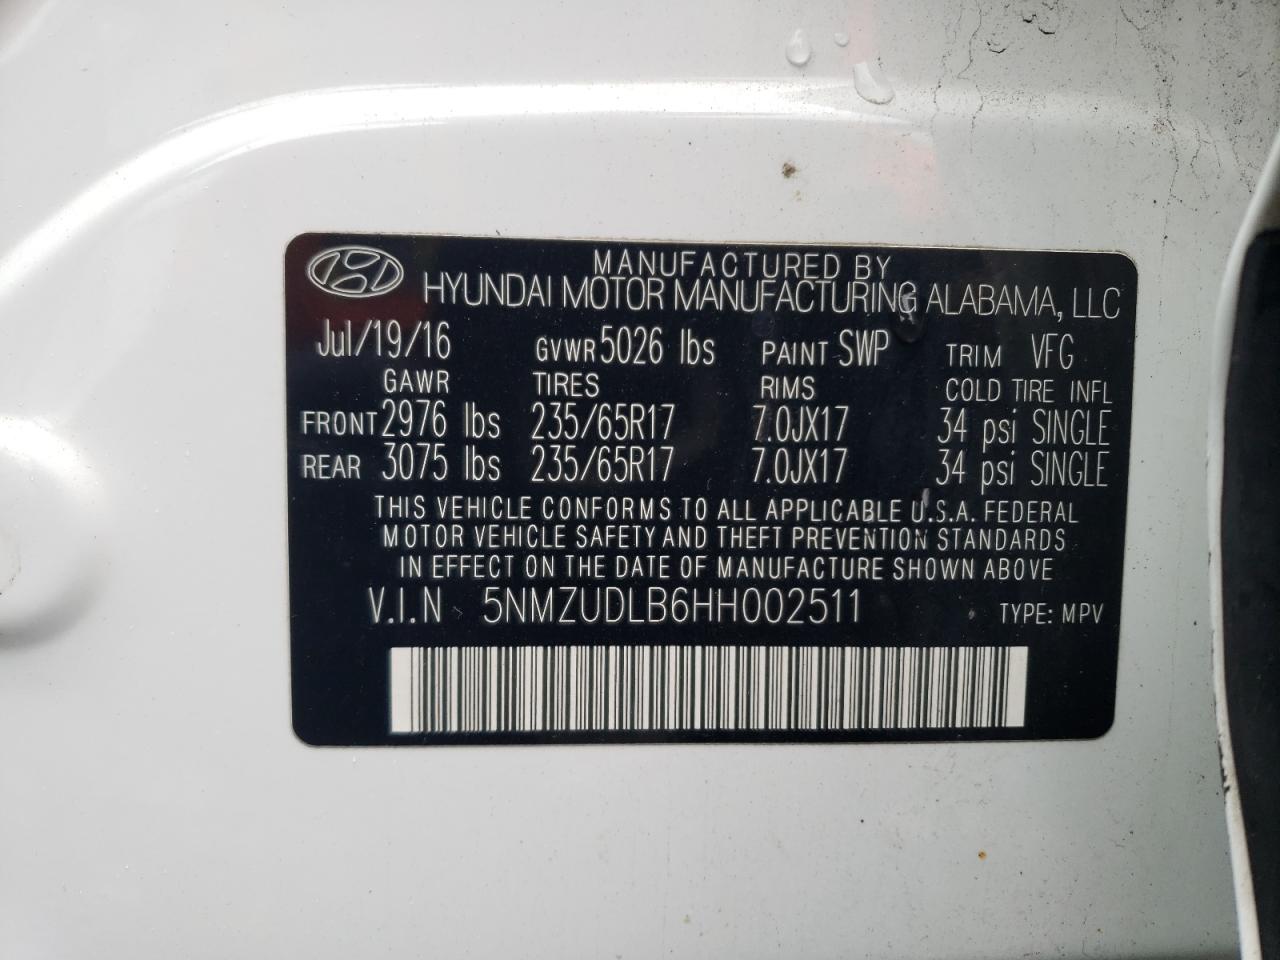 MANUFACTURED BY
HYUNDAI MOTOR MANUFACTURING ALABAMA, LLC
Jul/19/16 GVWR 5026 lbs PAINT SWP TRIM VFG
GAWR TIRES RIMS COLD TIRE INFL
FRONT 2976 lbs 235/65R17 7.0JX17 34 psi SINGLE
REAR 3075 lbs 235/65R17 7.0JX17 34 psi SINGLE
THIS VEHICLE CONFORMS TO ALL APPLICABLE U.S.A. FEDERAL
MOTOR VEHICLE SAFETY AND THEFT PREVENTION STANDARDS
IN EFFECT ON THE DATE OF MANUFACTURE SHOWN ABOVE
V.I.N 5NMZUDLB6HH002511 TYPE: MPV